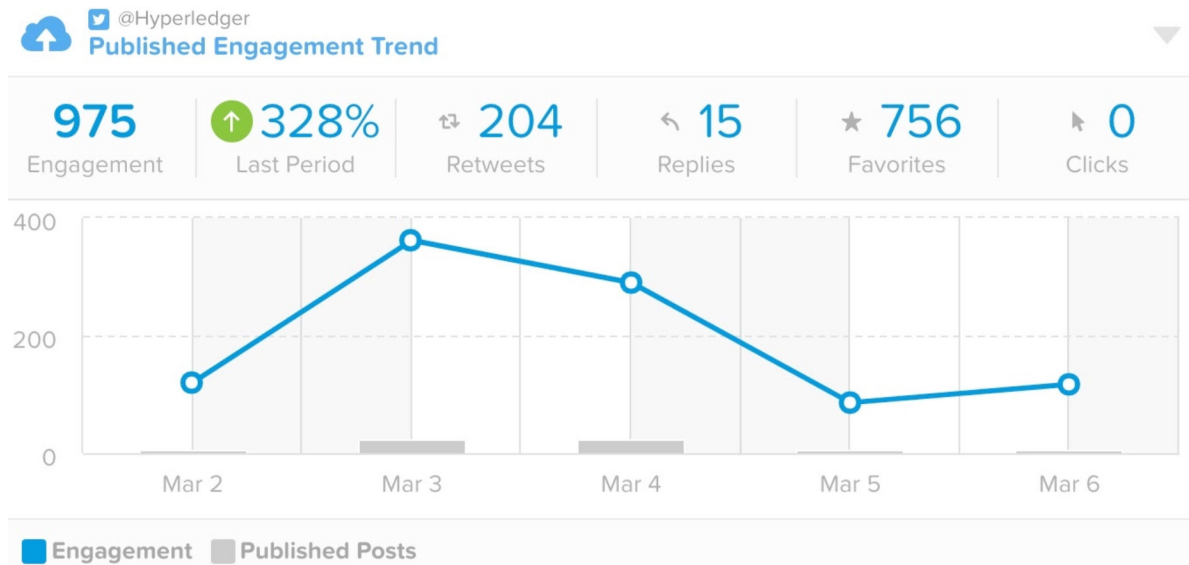 @Hyperledger
Published Engagement Trend
975
Engagement
328%
Last Period
204
Retweets
15
Replies
756
Favorites
0
Clicks
400
200
0
Mar 2
Mar 3
Mar 4
Mar 5
Mar 6
Engagement
Published Posts